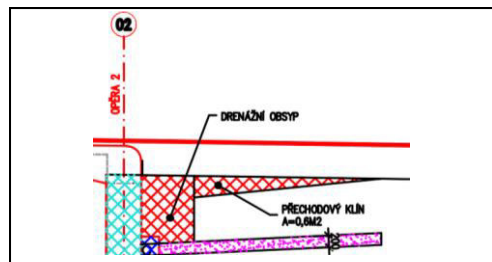 02
OPĚRA 2
DRENÁŽNÍ OBSYP
PŘECHODOVÝ KLÍN
A=0,6M2